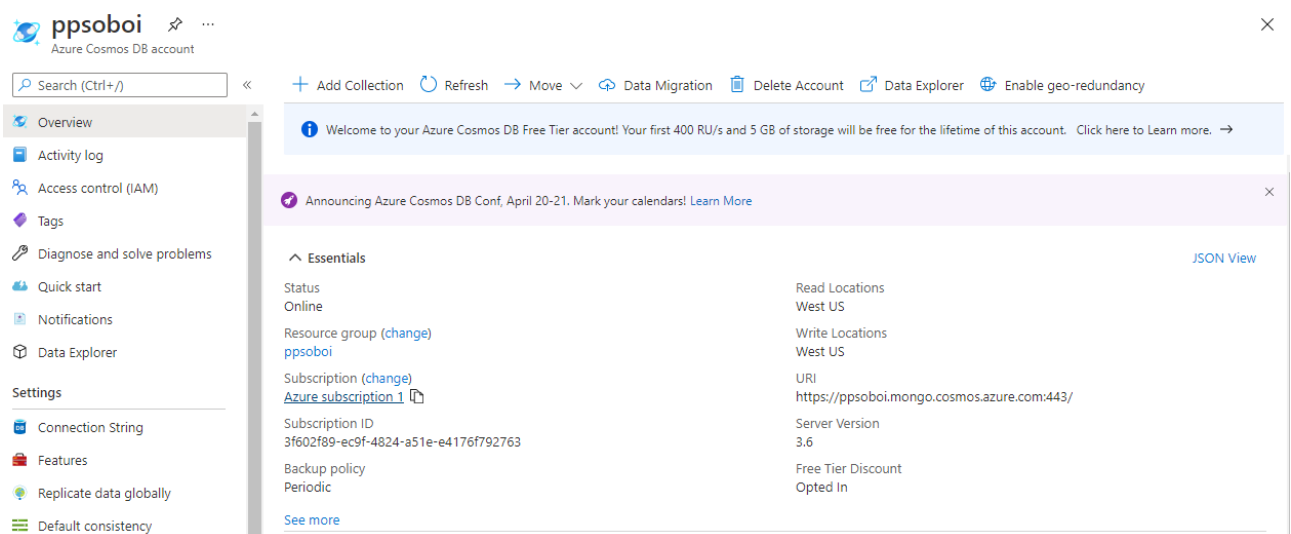 ppsoboi
Azure Cosmos DB account
Search (Ctrl+/)
Overview
Activity log
Access control (IAM)
Tags
Diagnose and solve problems
Quick start
Notifications
Data Explorer
Settings
Connection String
Features
Replicate data globally
Default consistency
Add Collection Refresh Move Data Migration Delete Account Data Explorer Enable geo-redundancy
Welcome to your Azure Cosmos DB Free Tier account! Your first 400 RU/s and 5 GB of storage will be free for the lifetime of this account. Click here to Learn more. →
Announcing Azure Cosmos DB Conf, April 20-21. Mark your calendars! Learn More
Essentials
JSON View
Status
Online
Resource group (change)
ppsoboi
Subscription (change)
Azure subscription 1
Subscription ID
3f602f89-ec9f-4824-a51e-e4176f792763
Backup policy
Periodic
See more
Read Locations
West US
Write Locations
West US
URI
https://ppsoboi.mongo.cosmos.azure.com:443/
Server Version
3.6
Free Tier Discount
Opted In